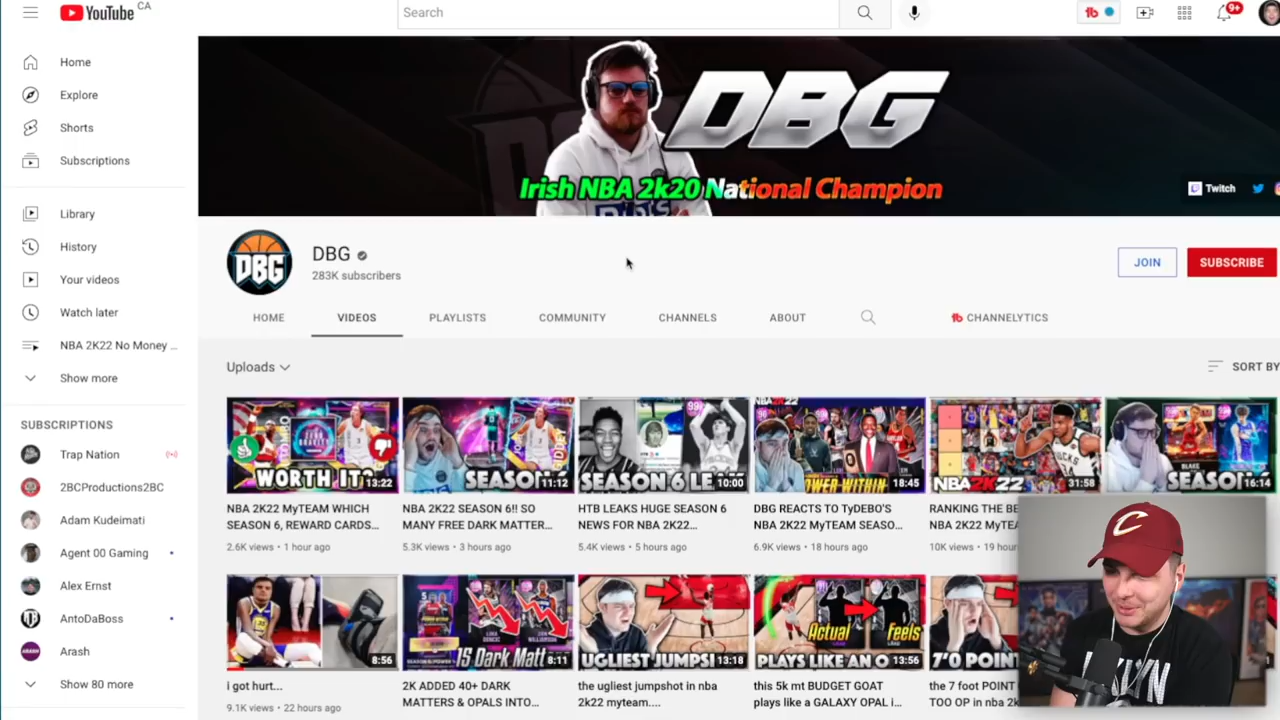 YouTube CA
Search
9+
Home
Explore
Shorts
Subscriptions
Library
History
Your videos
Watch later
NBA 2K22 No Money ...
Show more
SUBSCRIPTIONS
Trap Nation
2BCProductions2BC
Adam Kudeimati
Agent 00 Gaming
Alex Ernst
AntoDaBoss
Arash
Show 80 more
DBG
Irish NBA 2k20 National Champion
Twitch
DBG
DBG
283K subscribers
JOIN
SUBSCRIBE
HOME
VIDEOS
PLAYLISTS
COMMUNITY
CHANNELS
ABOUT
CHANNELYTICS
Uploads
SORT BY
WORTH IT?
13:22
SEASON
11:12
SEASON 6 LE
10:00
NBA2K22
POWER WITHIN
18:45
NBA2K22
31:58
SEASO
16:14
NBA 2K22 MyTEAM WHICH
SEASON 6, REWARD CARDS...
2.6K views • 1 hour ago
NBA 2K22 SEASON 6!! SO
MANY FREE DARK MATTER...
5.3K views • 3 hours ago
HTB LEAKS HUGE SEASON 6
NEWS FOR NBA 2K22...
5.4K views • 5 hours ago
DBG REACTS TO TyDEBO'S
NBA 2K22 MyTEAM SEASO...
6.9K views • 18 hours ago
RANKING THE BE
NBA 2K22 MyTE
10K views • 19 hour
8:56
15 Dark Matt
8:11
UGLIEST JUMPS
13:18
Actual
Feels
PLAYS LIKE A
13:56
7'0 POIN
i got hurt...
9.1K views • 22 hours ago
2K ADDED 40+ DARK
MATTERS & OPALS INTO...
the ugliest jumpshot in nba
2k22 myteam....
this 5k mt BUDGET GOAT
plays like a GALAXY OPAL i...
the 7 foot POINT
TOO OP in nba 2k
C